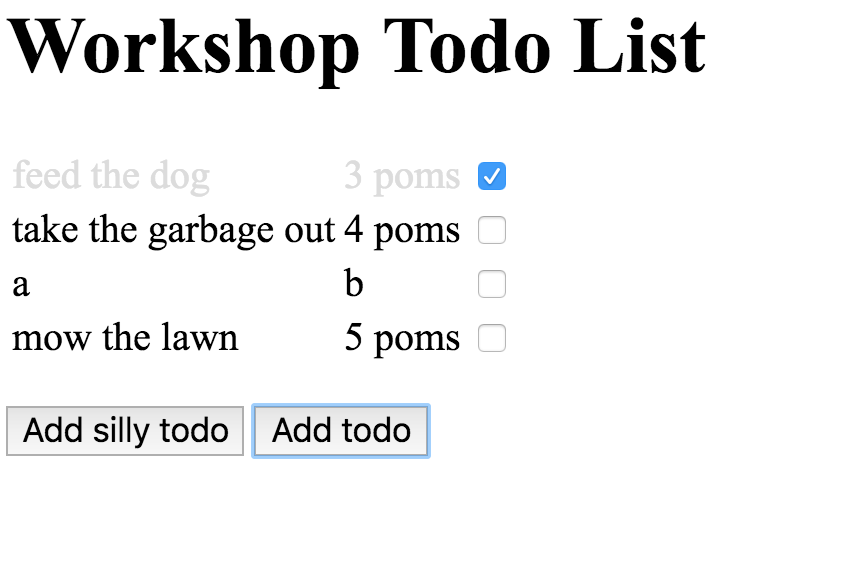 Workshop Todo List
feed the dog 3 poms
take the garbage out 4 poms
a b
mow the lawn 5 poms
Add silly todo Add todo